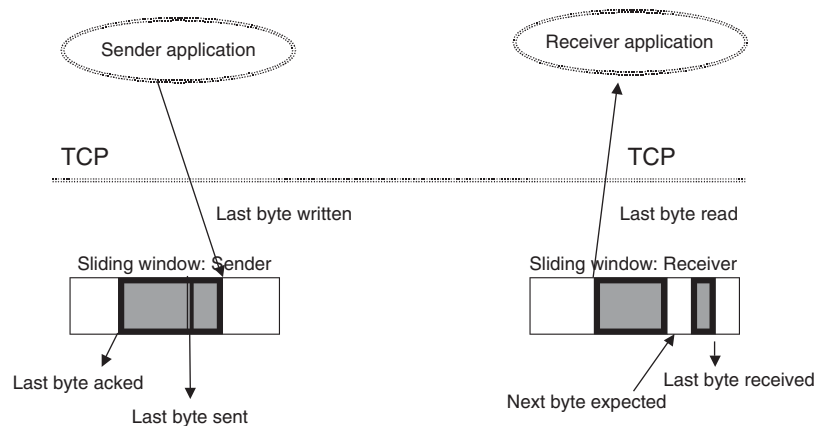 Sender application
Receiver application
TCP
TCP
Last byte written
Last byte read
Sliding window: Sender
Sliding window: Receiver
Last byte acked
Last byte received
Next byte expected
Last byte sent